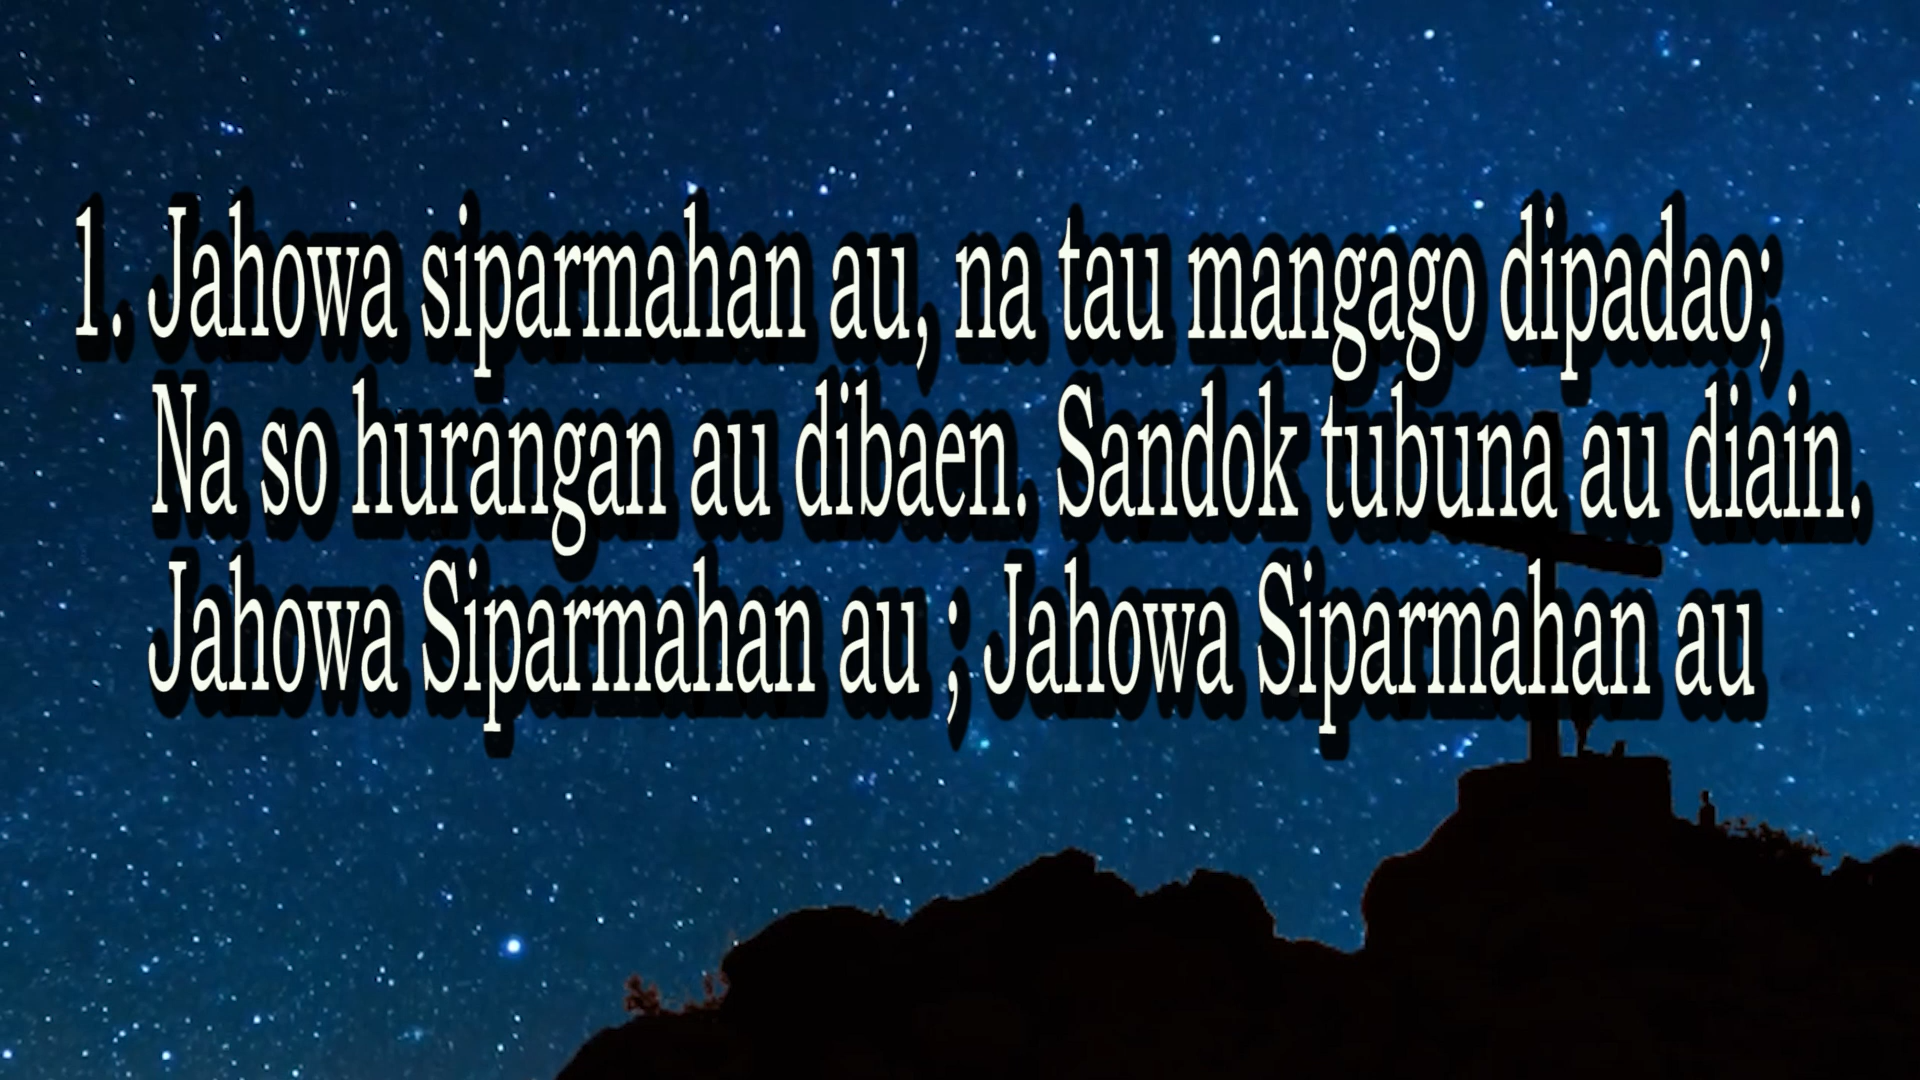 1. Jahowa siparmahan au, na tau mangago dipadao;
Na so hurangan au dibaen. Sandok tubuna au diain.
Jahowa Siparmahan au ; Jahowa Siparmahan au